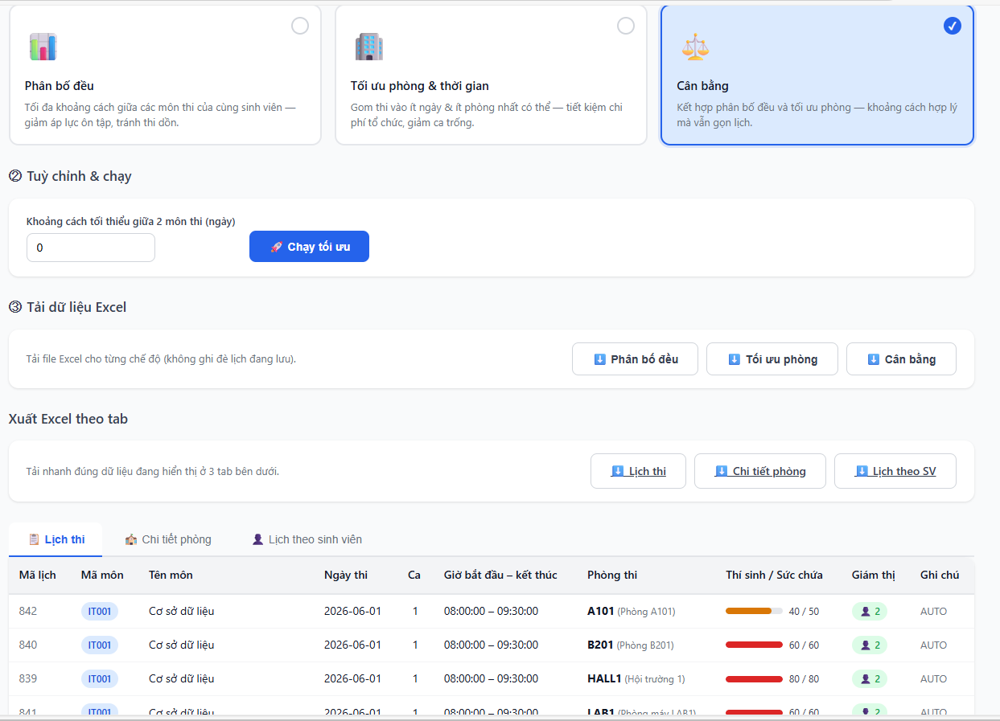 Phân bố đều
Tối đa khoảng cách giữa các môn thi của cùng sinh viên —
giảm áp lực ôn tập, tránh thi dồn.
Tối ưu phòng & thời gian
Gom thi vào ít ngày & ít phòng nhất có thể — tiết kiệm chi
phí tổ chức, giảm ca trống.
Cân bằng
Kết hợp phân bố đều và tối ưu phòng — khoảng cách hợp lý
mà vẫn gọn lịch.
② Tuỳ chỉnh & chạy
Khoảng cách tối thiểu giữa 2 môn thi (ngày)
0
🚀 Chạy tối ưu
③ Tải dữ liệu Excel
Tải file Excel cho từng chế độ (không ghi đè lịch đang lưu).
⬇️ Phân bố đều ⬇️ Tối ưu phòng ⬇️ Cân bằng
Xuất Excel theo tab
Tải nhanh đúng dữ liệu đang hiển thị ở 3 tab bên dưới.
⬇️ Lịch thi ⬇️ Chi tiết phòng ⬇️ Lịch theo SV
📋 Lịch thi 🏫 Chi tiết phòng 👤 Lịch theo sinh viên
Mã lịch Mã môn Tên môn Ngày thi Ca Giờ bắt đầu – kết thúc Phòng thi Thí sinh / Sức chứa Giám thị Ghi chú
842 IT001 Cơ sở dữ liệu 2026-06-01 1 08:00:00 – 09:30:00 A101 (Phòng A101) 40 / 50 👤 2 AUTO
840 IT001 Cơ sở dữ liệu 2026-06-01 1 08:00:00 – 09:30:00 B201 (Phòng B201) 60 / 60 👤 2 AUTO
839 IT001 Cơ sở dữ liệu 2026-06-01 1 08:00:00 – 09:30:00 HALL1 (Hội trường 1) 80 / 80 👤 2 AUTO
841 IT001 Cơ sở dữ liệu 2026-06-01 1 08:00:00 – 09:30:00 LAB1 (Phòng máy LAB1) 60 / 60 👤 2 AUTO